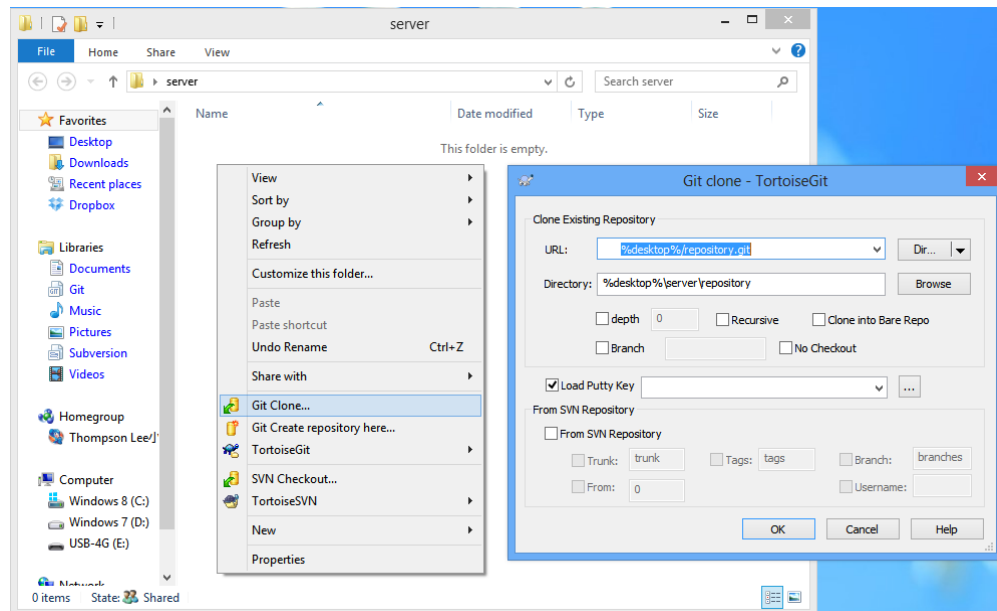 server
File Home Share View
server
Search server
Name Date modified Type Size
This folder is empty.
Favorites
Desktop
Downloads
Recent places
Dropbox
Libraries
Documents
Git
Music
Pictures
Subversion
Videos
Homegroup
Thompson Lee
Computer
Windows 8 (C:)
Windows 7 (D:)
USB-4G (E:)
Network
0 items State: Shared
View
Sort by
Group by
Refresh
Customize this folder...
Paste
Paste shortcut
Undo Rename Ctrl+Z
Share with
Git Clone...
Git Create repository here...
TortoiseGit
SVN Checkout...
TortoiseSVN
New
Properties
Git clone - TortoiseGit
Clone Existing Repository
URL: %desktop%/repository.git Dir...
Directory: %desktop%\server\repository Browse
depth 0 Recursive Clone into Bare Repo
Branch No Checkout
Load Putty Key ...
From SVN Repository
From SVN Repository
Trunk: trunk Tags: tags Branch: branches
From: 0 Username:
OK Cancel Help